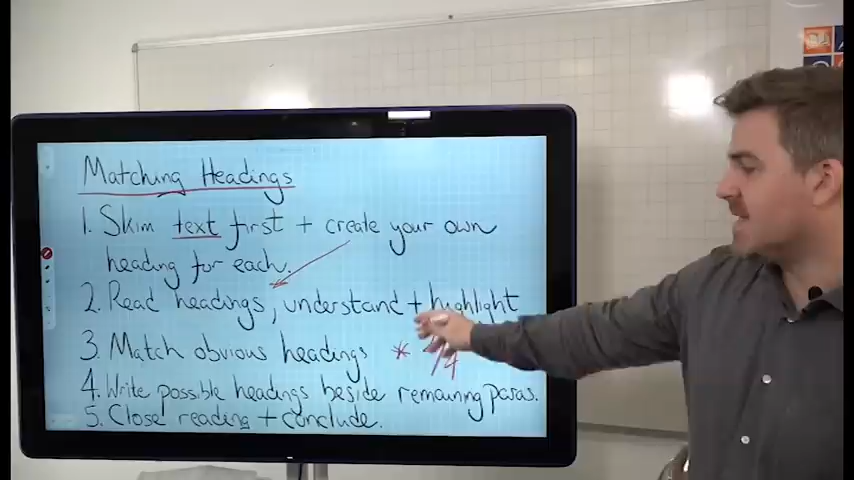 Matching Headings
1. Skim text first + create your own
heading for each.
2. Read headings, understand + highlight
3. Match obvious headings *
4. Write possible headings beside remaining paras.
5. Close reading + conclude.